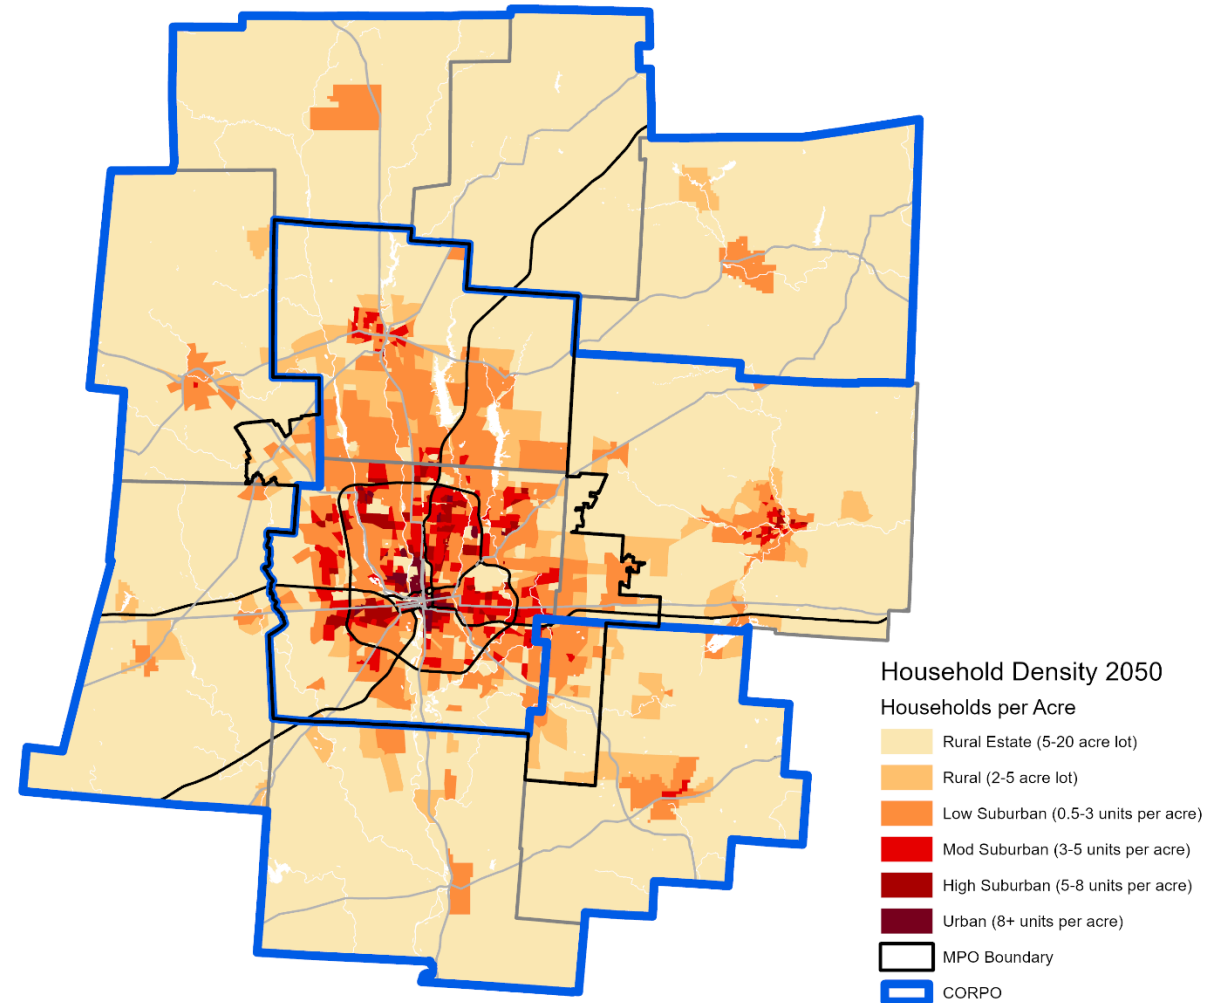 Household Density 2050
Households per Acre
Rural Estate (5-20 acre lot)
Rural (2-5 acre lot)
Low Suburban (0.5-3 units per acre)
Mod Suburban (3-5 units per acre)
High Suburban (5-8 units per acre)
Urban (8+ units per acre)
MPO Boundary
CORPO